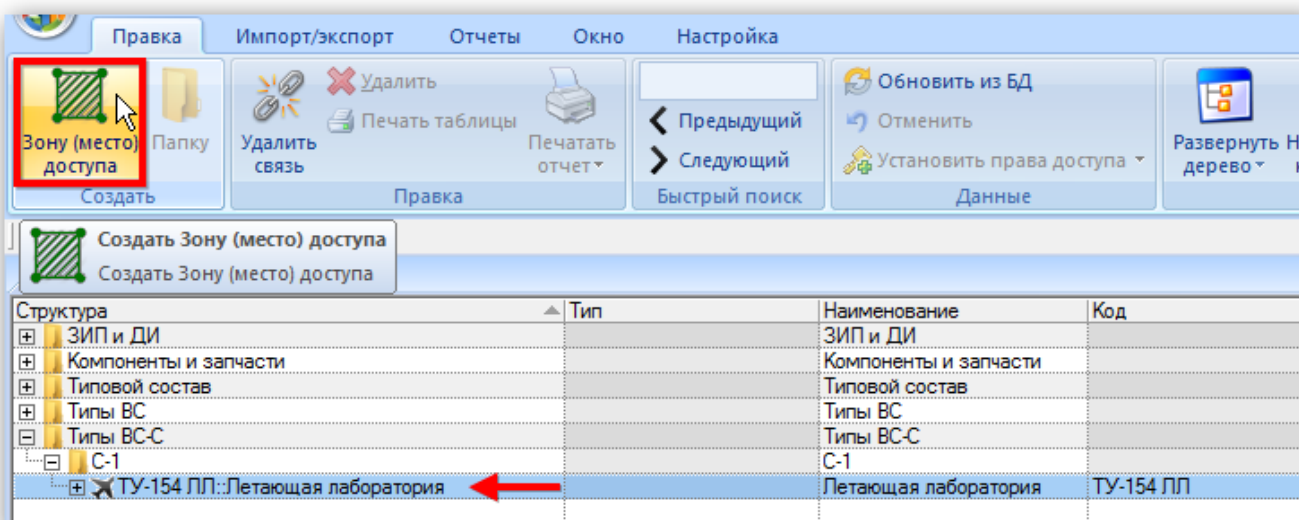 Правка Импорт/экспорт Отчеты Окно Настройка
Зону (место) доступа
Папку
Создать
Удалить связь
Удалить
Печать таблицы
Печатать отчет
Правка
Предыдущий
Следующий
Быстрый поиск
Обновить из БД
Отменить
Установить права доступа
Данные
Развернуть дерево
Создать Зону (место) доступа
Создать Зону (место) доступа
Структура Тип Наименование Код
ЗИП и ДИ ЗИП и ДИ
Компоненты и запчасти Компоненты и запчасти
Типовой состав Типовой состав
Типы ВС Типы ВС
Типы ВС-С Типы ВС-С
С-1 С-1
ТУ-154 ЛЛ::Летающая лаборатория Летающая лаборатория ТУ-154 ЛЛ